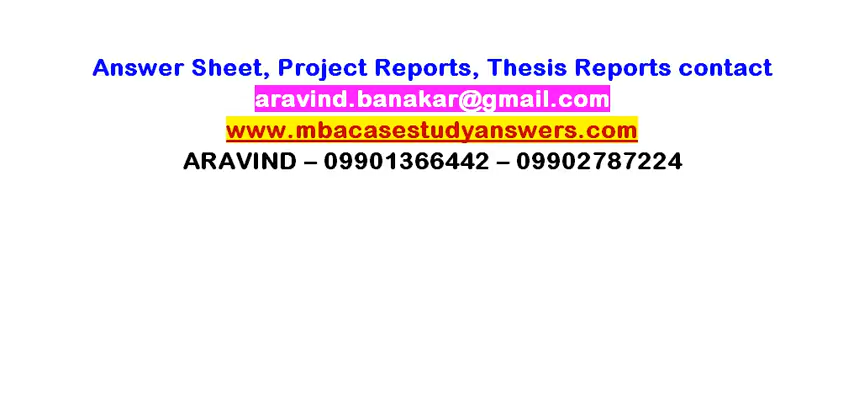 Answer Sheet, Project Reports, Thesis Reports contact
aravind.banakar@gmail.com
www.mbacasestudyanswers.com
ARAVIND – 09901366442 – 09902787224